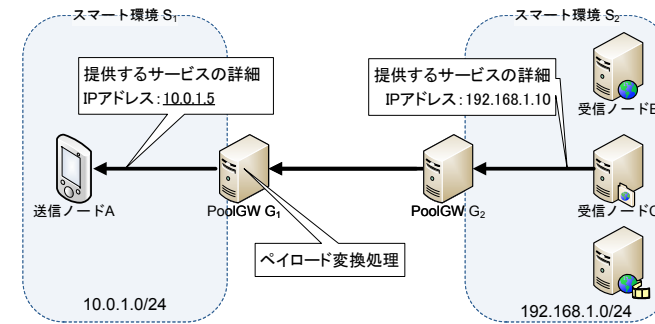 スマート環境 S1
スマート環境 S2
提供するサービスの詳細
IPアドレス：10.0.1.5
提供するサービスの詳細
IPアドレス：192.168.1.10
受信ノードB
送信ノードA
PoolGW G1
PoolGW G2
受信ノードC
ペイロード変換処理
10.0.1.0/24
192.168.1.0/24